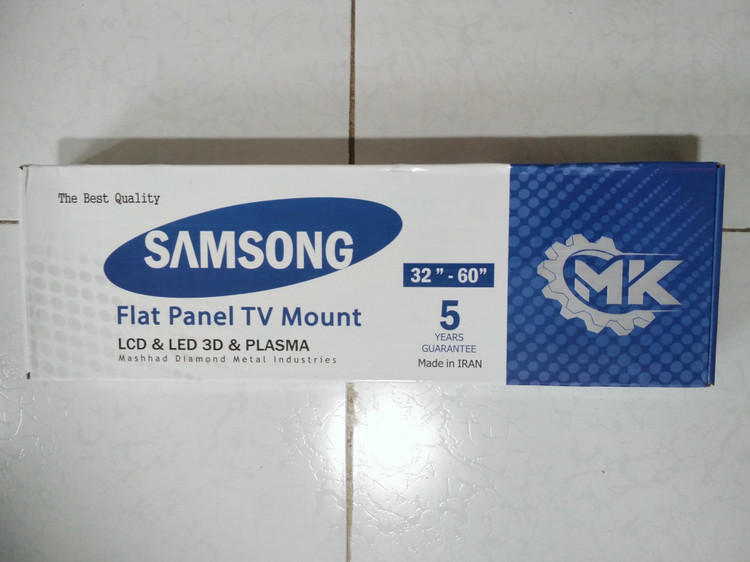 The Best Quality
SAMSONG
Flat Panel TV Mount
LCD & LED 3D & PLASMA
Mashhad Diamond Metal Industries
32 " - 60"
5
YEARS
GUARANTEE
Made in IRAN
MK